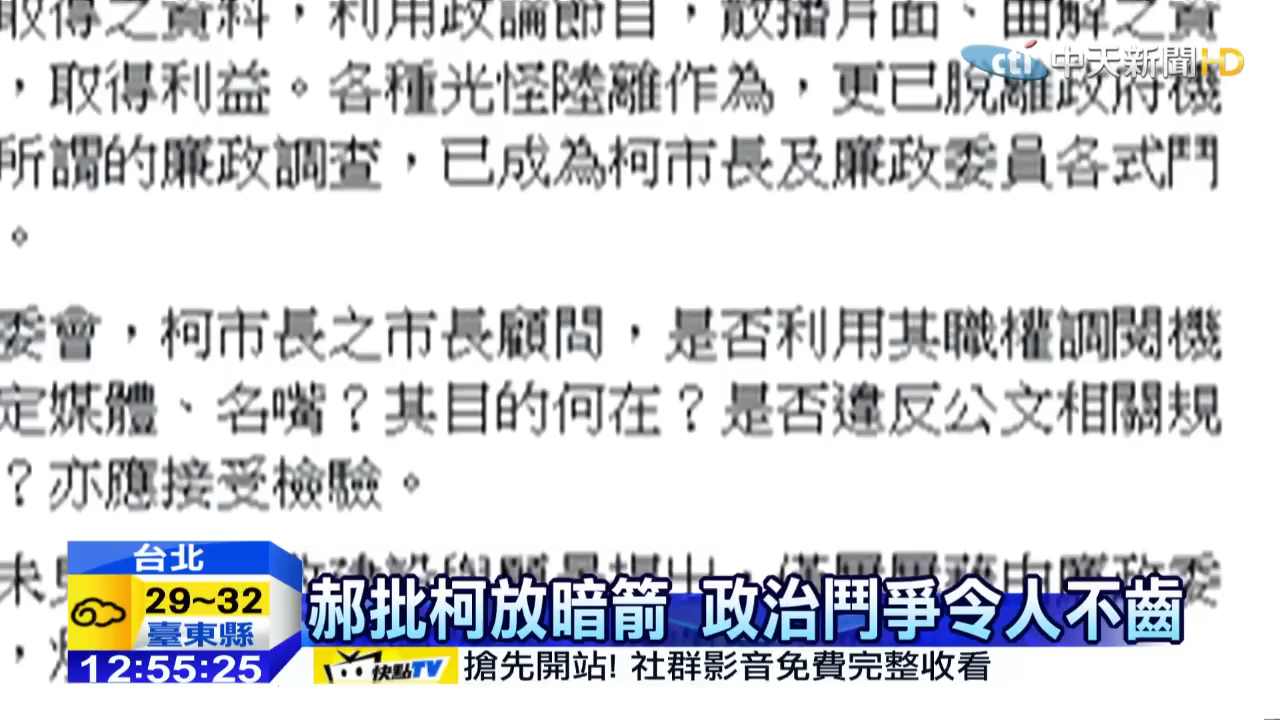 取得之資料，利用政論節目，散播片面、曲解之資
cti 中天新聞HD
，取得利益。各種光怪陸離作為，更已脫離政府機
所謂的廉政調查，已成為柯市長及廉政委員各式鬥
。
委會，柯市長之市長顧問，是否利用其職權調閱機
定媒體、名嘴？其目的何在？是否違反公文相關規
？亦應接受檢驗。
台北
29~32
臺東縣
12:55:25
郝批柯放暗箭 政治鬥爭令人不齒
快點TV 搶先開站! 社群影音免費完整收看